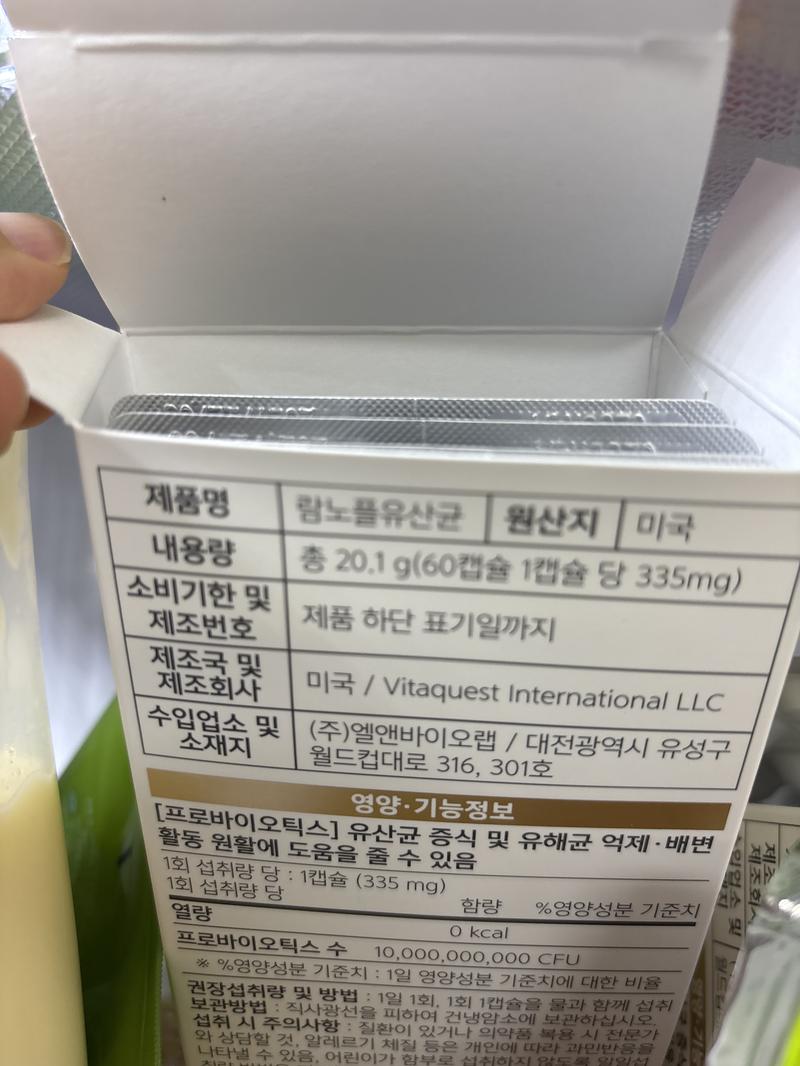 제품명 람노플유산균 원산지 미국
내용량 총 20.1 g(60캡슐 1캡슐 당 335mg)
소비기한 및
제조번호 제품 하단 표기일까지
제조국 및
제조회사 미국 / Vitaquest International LLC
수입업소 및
소재지 (주)엘앤바이오랩 / 대전광역시 유성구
월드컵대로 316, 301호
영양·기능정보
[프로바이오틱스] 유산균 증식 및 유해균 억제·배변
활동 원활에 도움을 줄 수 있음
1회 섭취량 당 : 1캡슐 (335 mg)
1회 섭취량 당 함량 %영양성분 기준치
열량 0 kcal
프로바이오틱스 수 10,000,000,000 CFU
※ %영양성분 기준치 : 1일 영양성분 기준치에 대한 비율
권장섭취량 및 방법 : 1일 1회, 1회 1캡슐을 물과 함께 섭취
보관방법 : 직사광선을 피하여 건냉암소에 보관하십시오.
섭취 시 주의사항 : 질환이 있거나 의약품 복용 시 전문가
와 상담할 것, 알레르기 체질 등은 개인에 따라 과민반응을
나타낼 수 있음, 어린이가 함부로 섭취하지 않도록 일일섭